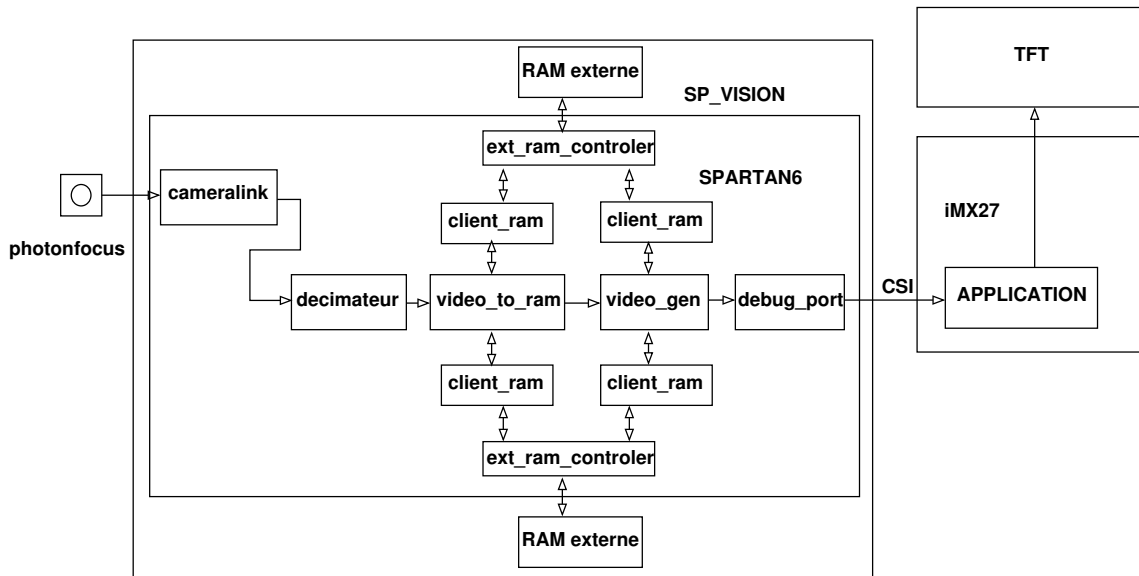 RAM externe
TFT
SP_VISION
ext_ram_controler
SPARTAN6
cameralink
iMX27
client_ram
client_ram
photonfocus
CSI
decimateur
video_to_ram
video_gen
debug_port
APPLICATION
client_ram
client_ram
ext_ram_controler
RAM externe